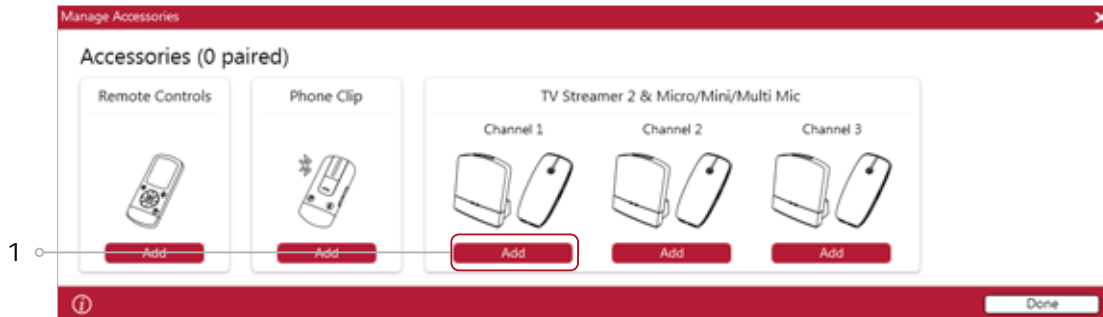 Manage Accessories
Accessories (0 paired)
Remote Controls
Phone Clip
TV Streamer 2 & Micro/Mini/Multi Mic
Channel 1
Channel 2
Channel 3
1
Add
Add
Add
Add
Add
Done